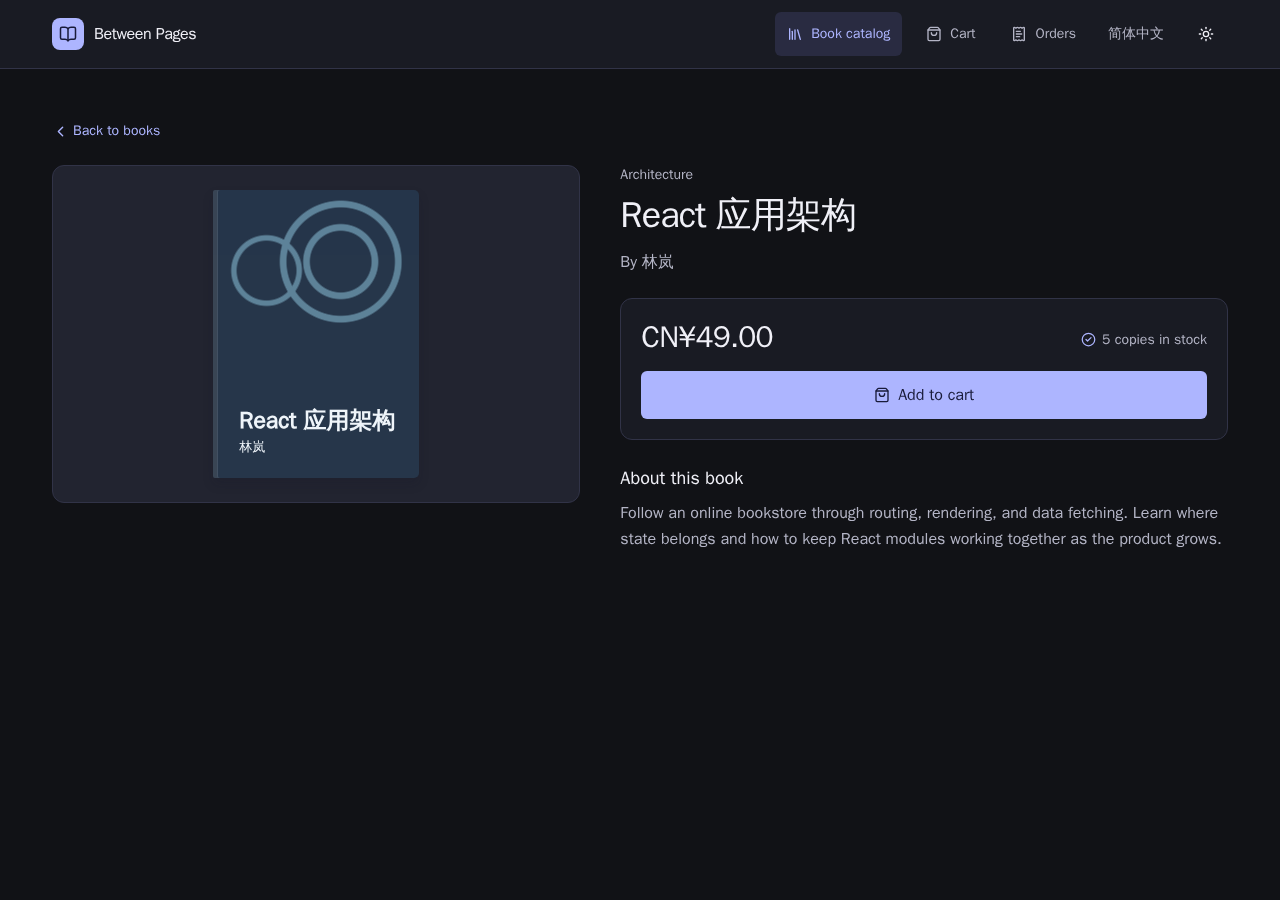 Between Pages
Book catalog
Cart
Orders
简体中文
Back to books
React 应用架构
林岚
Architecture
React 应用架构
By 林岚
CN¥49.00
5 copies in stock
Add to cart
About this book
Follow an online bookstore through routing, rendering, and data fetching. Learn where
state belongs and how to keep React modules working together as the product grows.